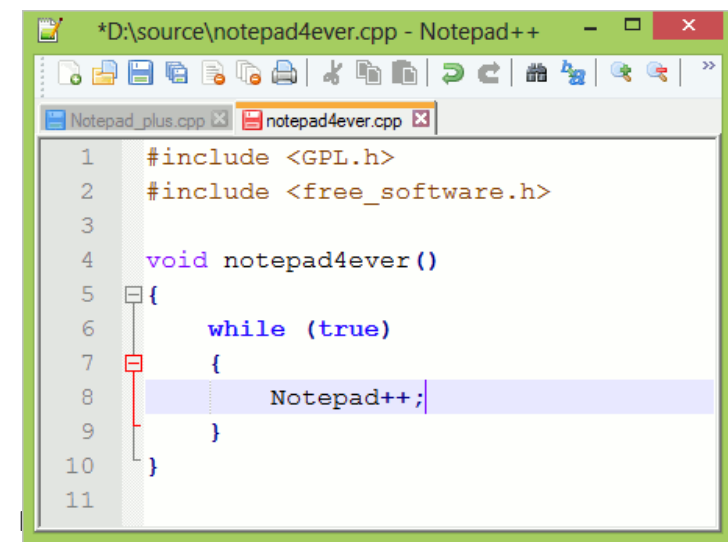 *D:\source\notepad4ever.cpp - Notepad++
Notepad_plus.cpp notepad4ever.cpp
1 #include <GPL.h>
2 #include <free_software.h>
3
4 void notepad4ever()
5 {
6 while (true)
7 {
8 Notepad++;
9 }
10 }
11